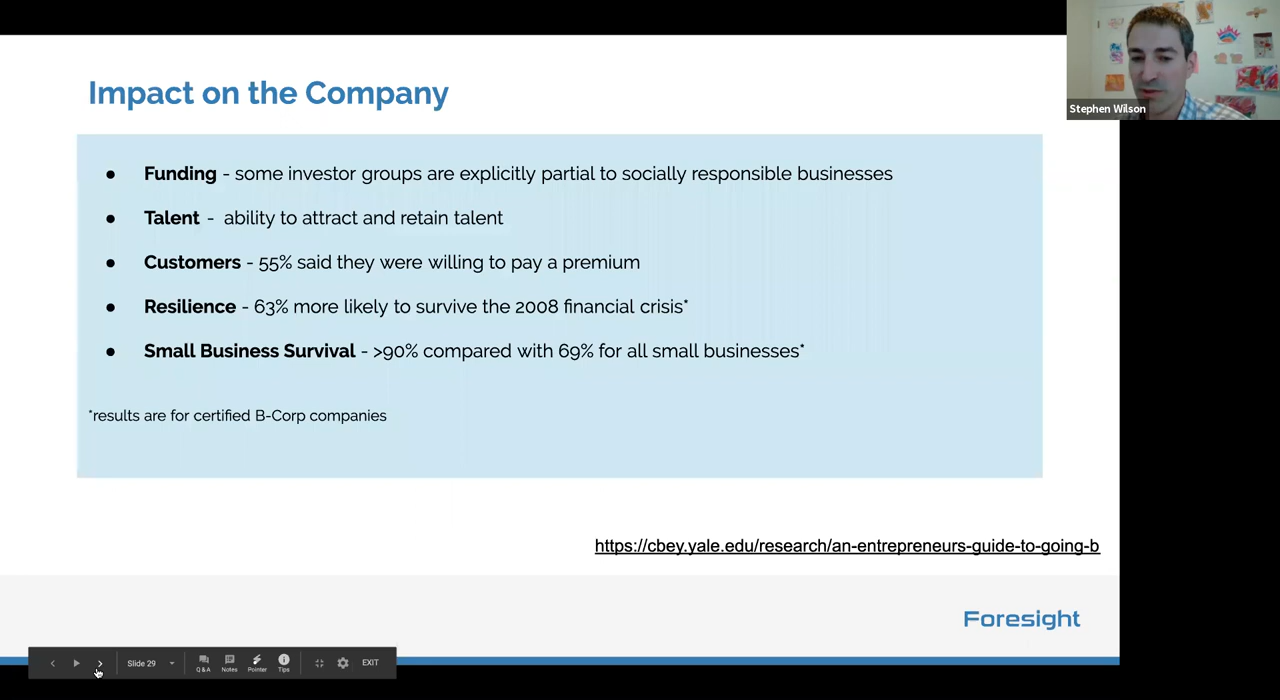 Impact on the Company
Stephen Wilson
● Funding - some investor groups are explicitly partial to socially responsible businesses
● Talent - ability to attract and retain talent
● Customers - 55% said they were willing to pay a premium
● Resilience - 63% more likely to survive the 2008 financial crisis*
● Small Business Survival - >90% compared with 69% for all small businesses*
*results are for certified B-Corp companies
https://cbey.yale.edu/research/an-entrepreneurs-guide-to-going-b
Foresight
Slide 29
Q & A
Notes
Pointer
Tips
EXIT